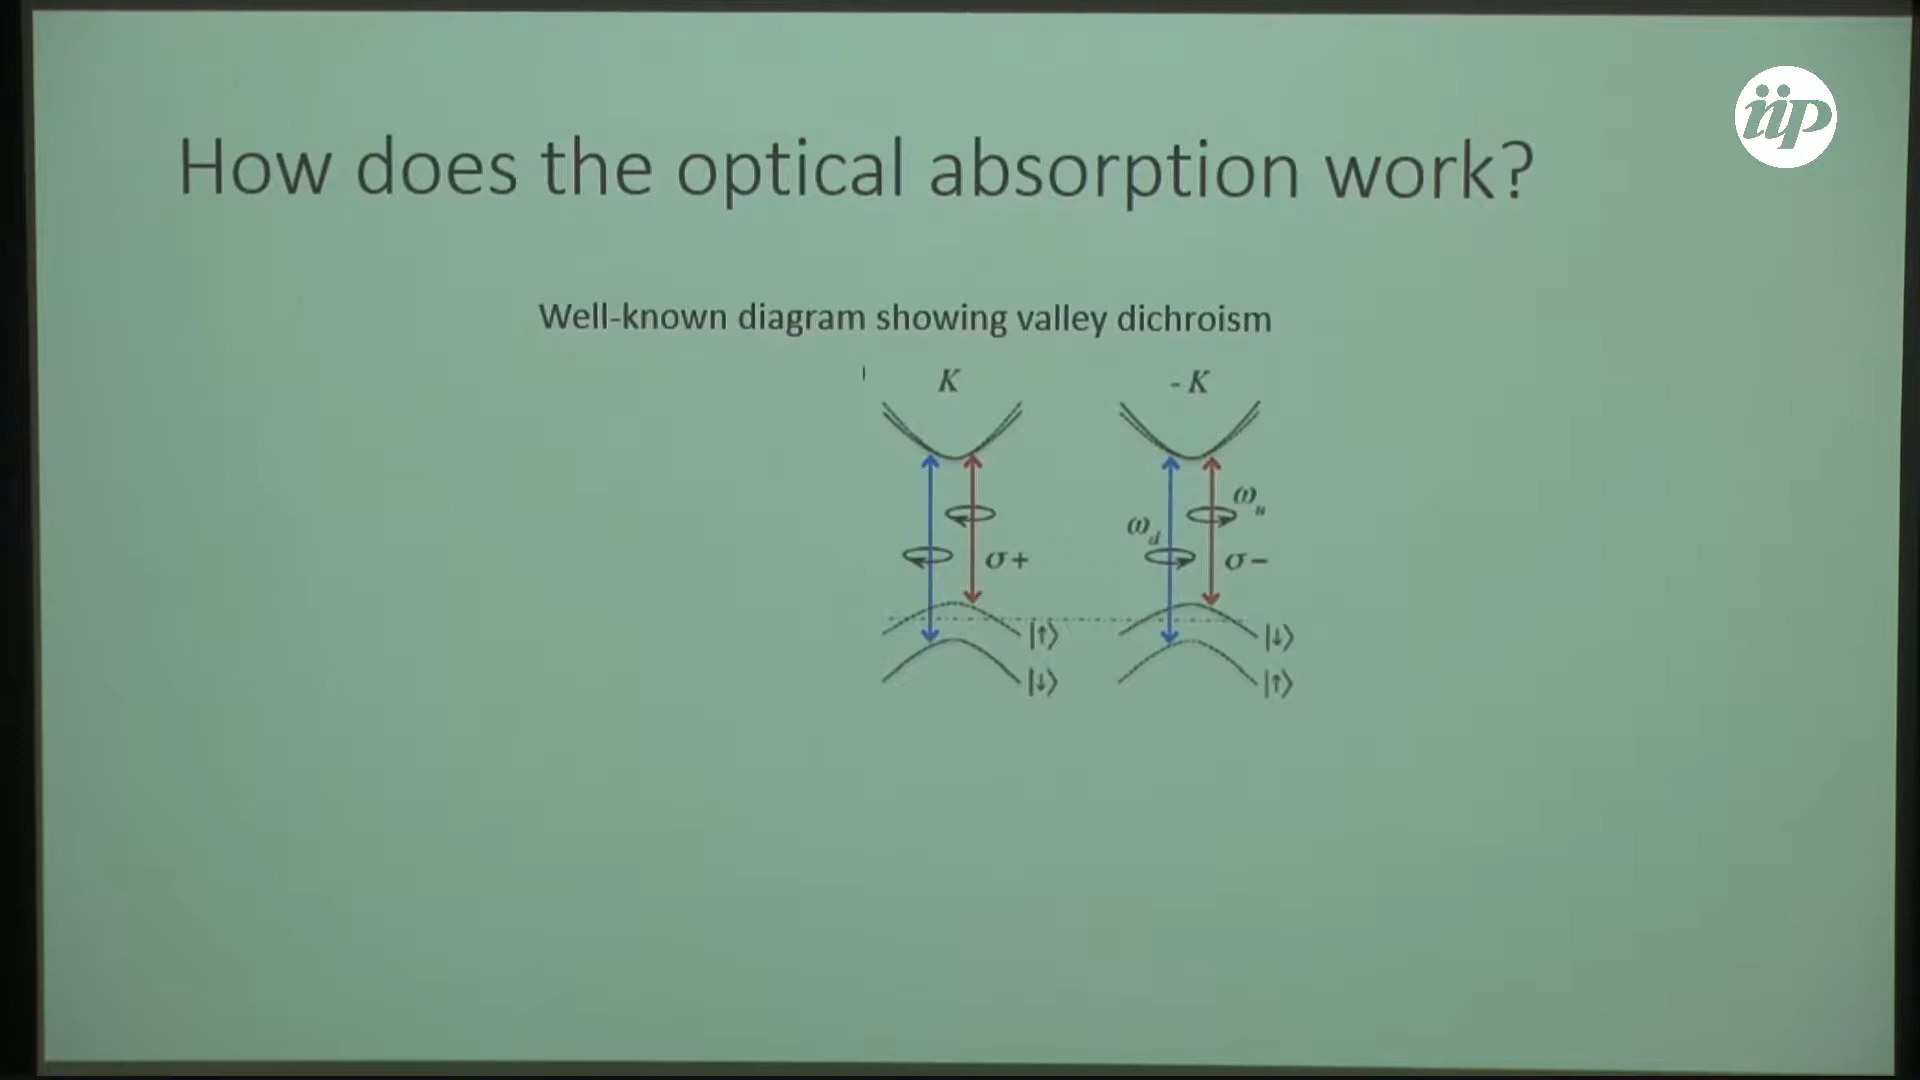 iip
How does the optical absorption work?
Well-known diagram showing valley dichroism
K
- K
ω_u
ω_d
σ+
σ−
|↑⟩
|↓⟩
|↓⟩
|↑⟩